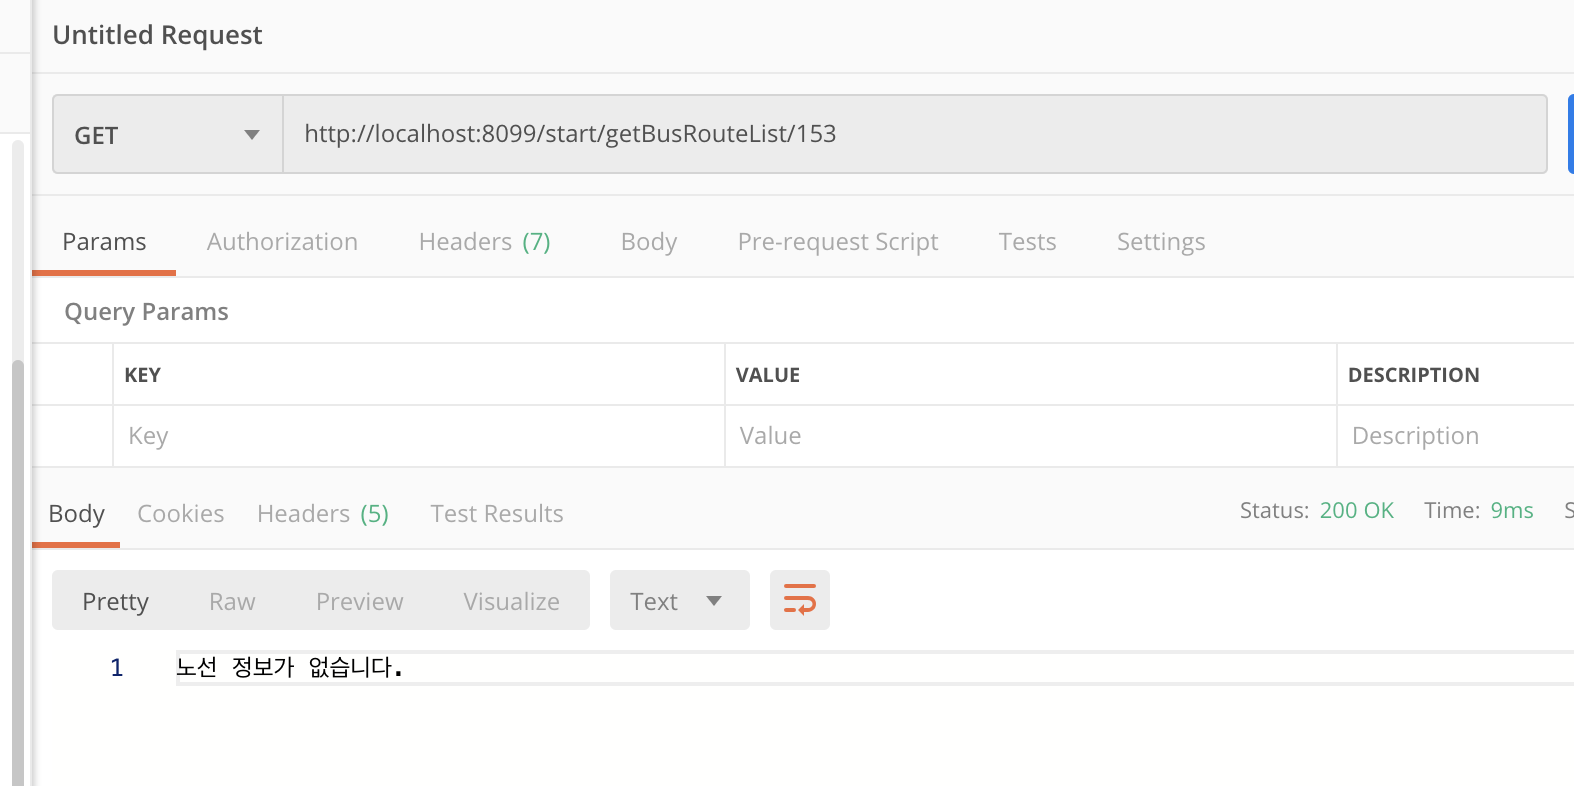 Untitled Request
GET http://localhost:8099/start/getBusRouteList/153
Params Authorization Headers (7) Body Pre-request Script Tests Settings
Query Params
KEY VALUE DESCRIPTION
Key Value Description
Body Cookies Headers (5) Test Results Status: 200 OK Time: 9ms
Pretty Raw Preview Visualize Text
1 노선 정보가 없습니다.